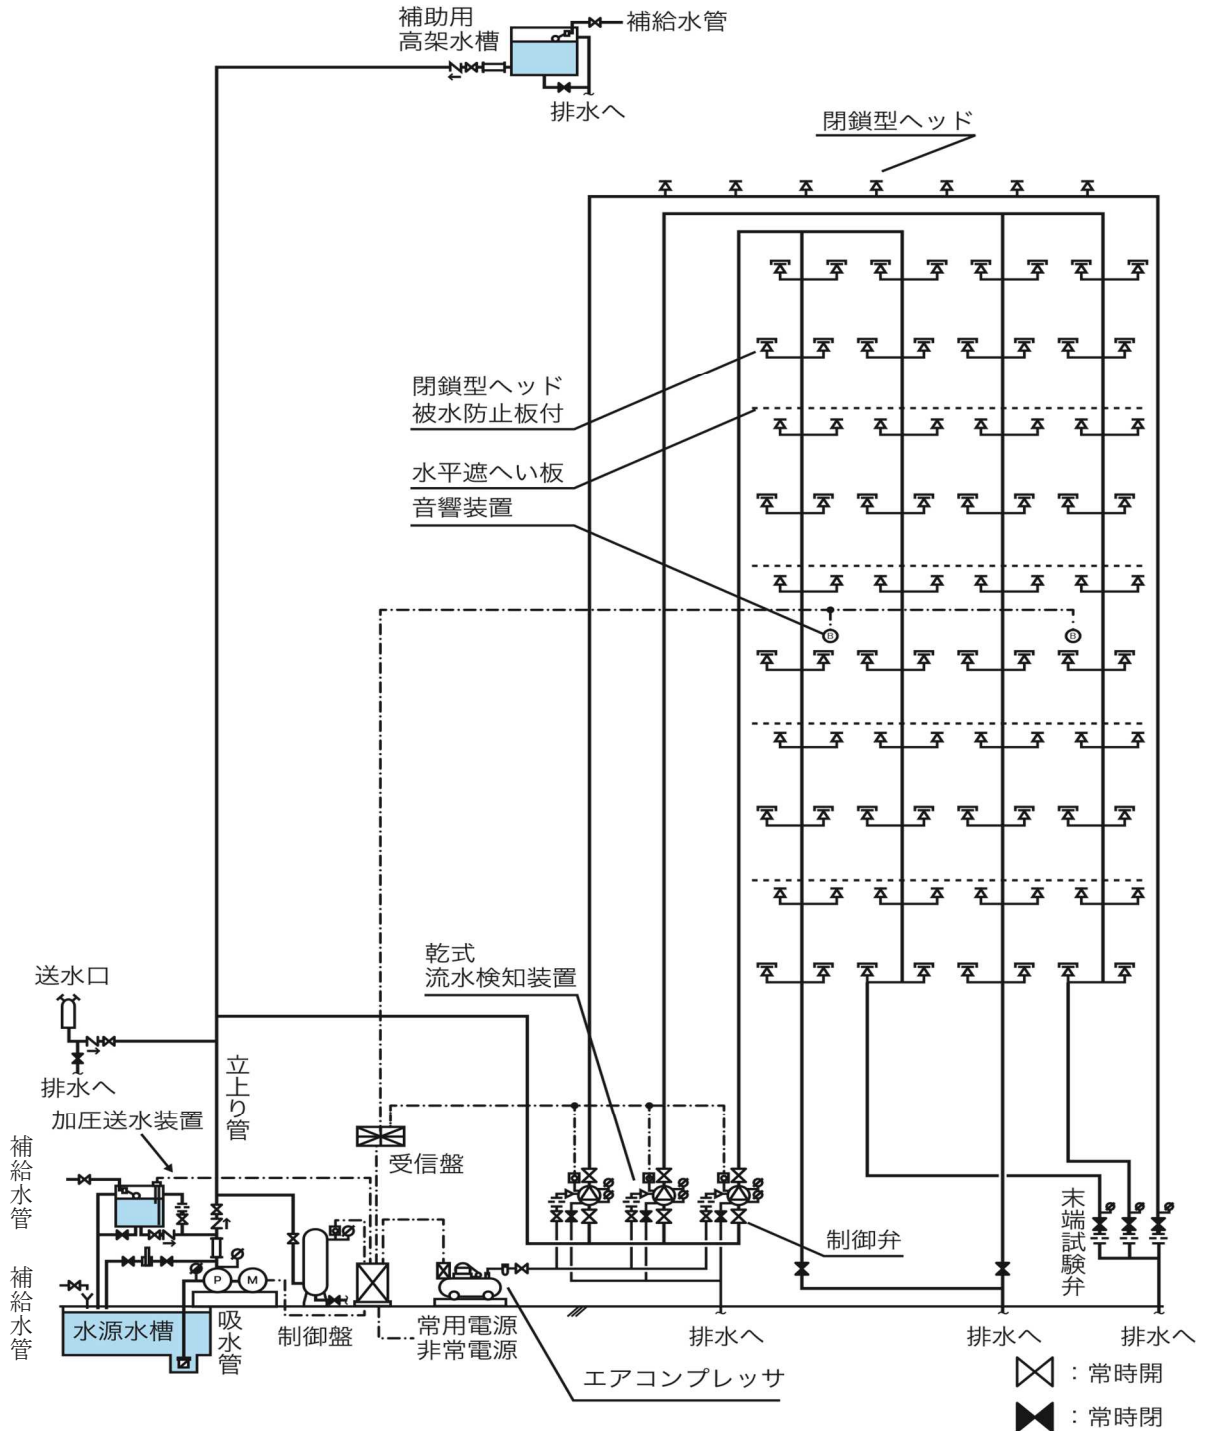 補助用
高架水槽
補給水管
排水へ
閉鎖型ヘッド
閉鎖型ヘッド
被水防止板付
水平遮へい板
音響装置
B
B
乾式
流水検知装置
送水口
排水へ
立上り管
加圧送水装置
補給水管
受信盤
制御弁
末端試験弁
補給水管
P
M
水源水槽
吸水管
制御盤
常用電源
非常電源
排水へ
排水へ
排水へ
エアコンプレッサ
：常時開
：常時閉